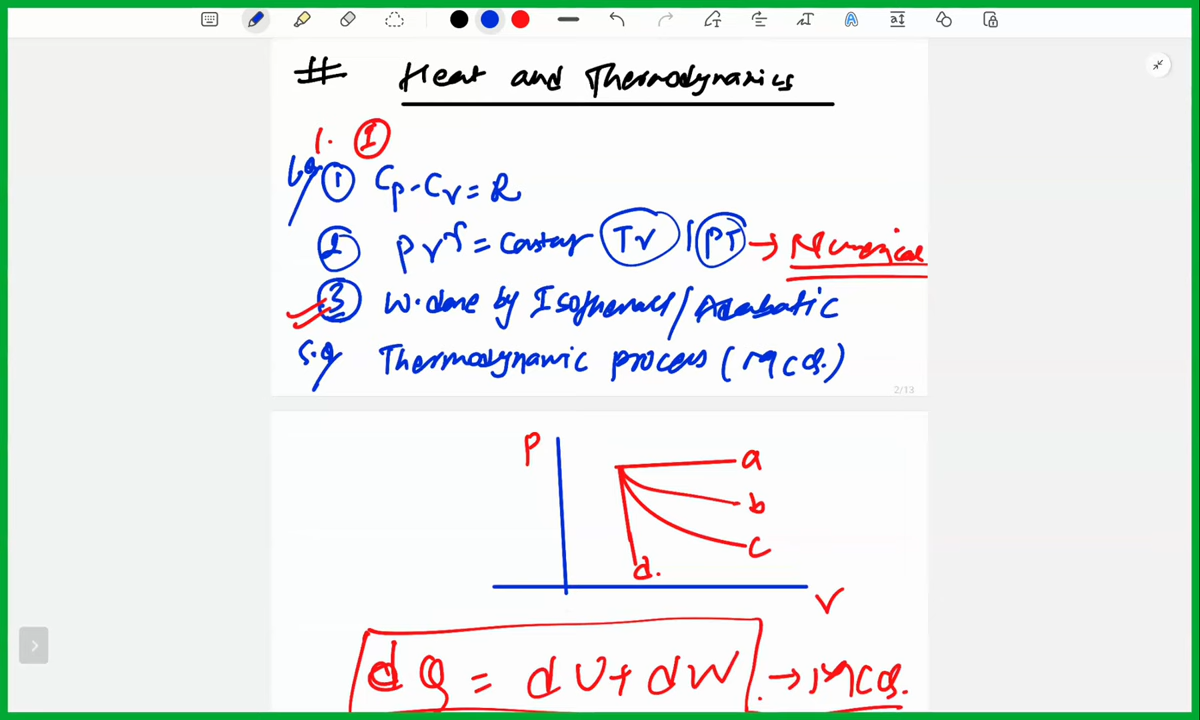 # Heat and Thermodynamics
1. ①
L.Q ① Cp - Cv = R
② PV^γ = Constant TV / PT → Numerical
③ W. done by Isothermal / Adiabatic
S.Q Thermodynamic process (MCQ.)
2/13
P
a
b
c
d.
V
dQ = dU + dW. → MCQ.